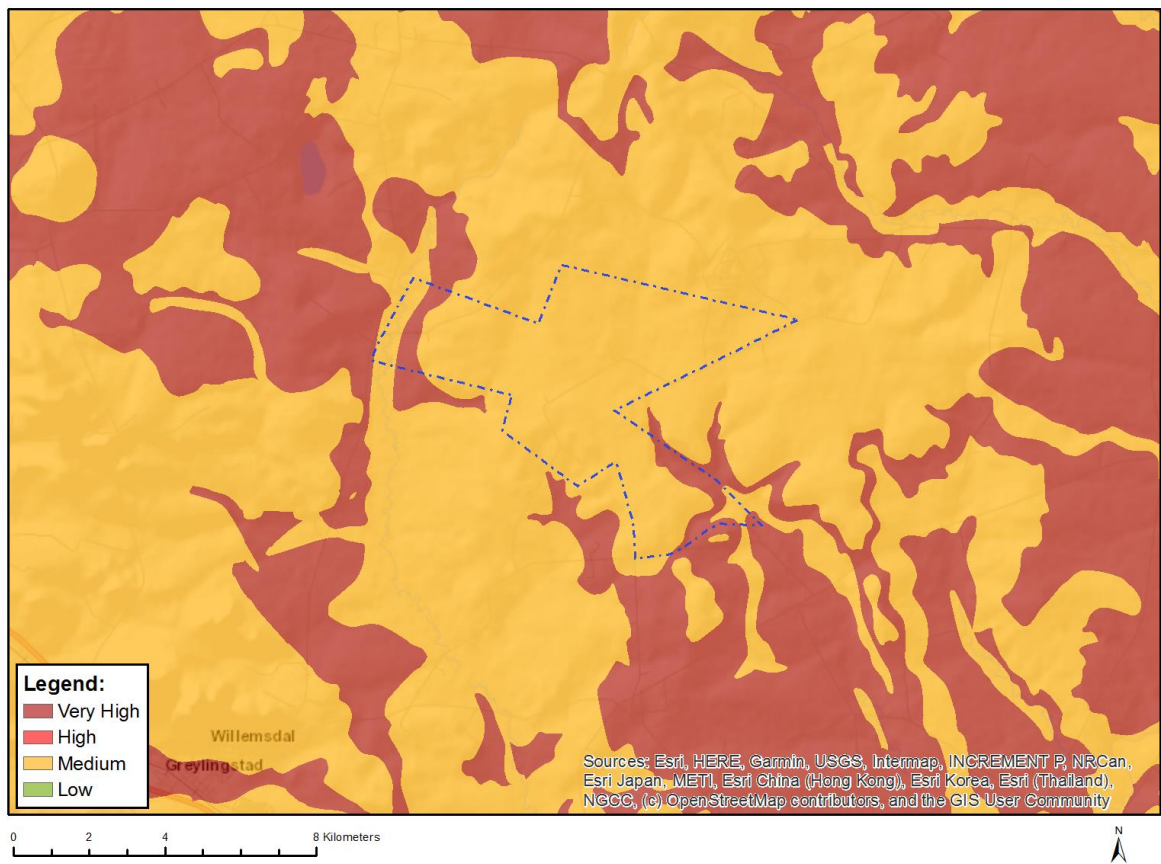 Legend:
Very High
High
Medium
Low
Willemsdal
Greylingstad
Sources: Esri, HERE, Garmin, USGS, Intermap, INCREMENT P, NRCan,
Esri Japan, METI, Esri China (Hong Kong), Esri Korea, Esri (Thailand),
NGCC, (c) OpenStreetMap contributors, and the GIS User Community
0 2 4 8 Kilometers
N